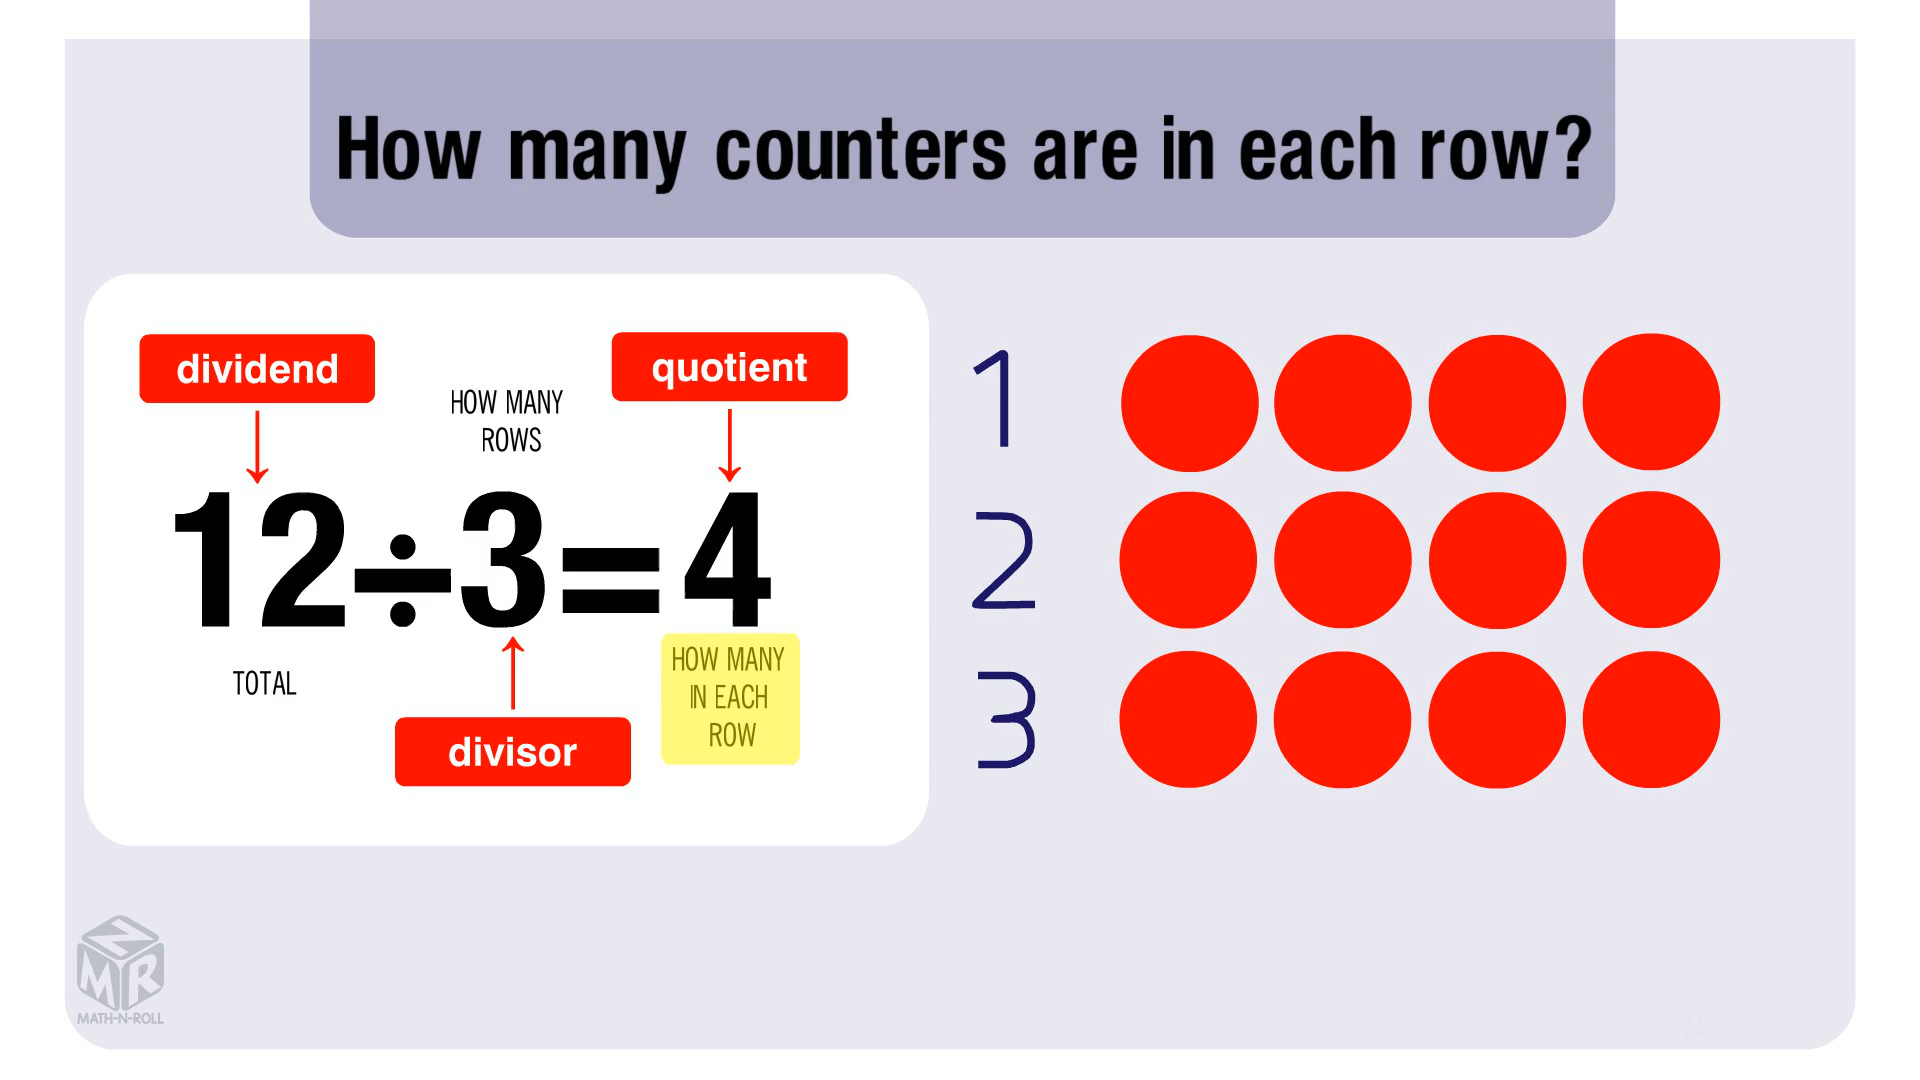 How many counters are in each row?
dividend
quotient
HOW MANY
ROWS
12÷3=4
TOTAL
HOW MANY
IN EACH
ROW
divisor
1
2
3
MNR
MATH-N-ROLL